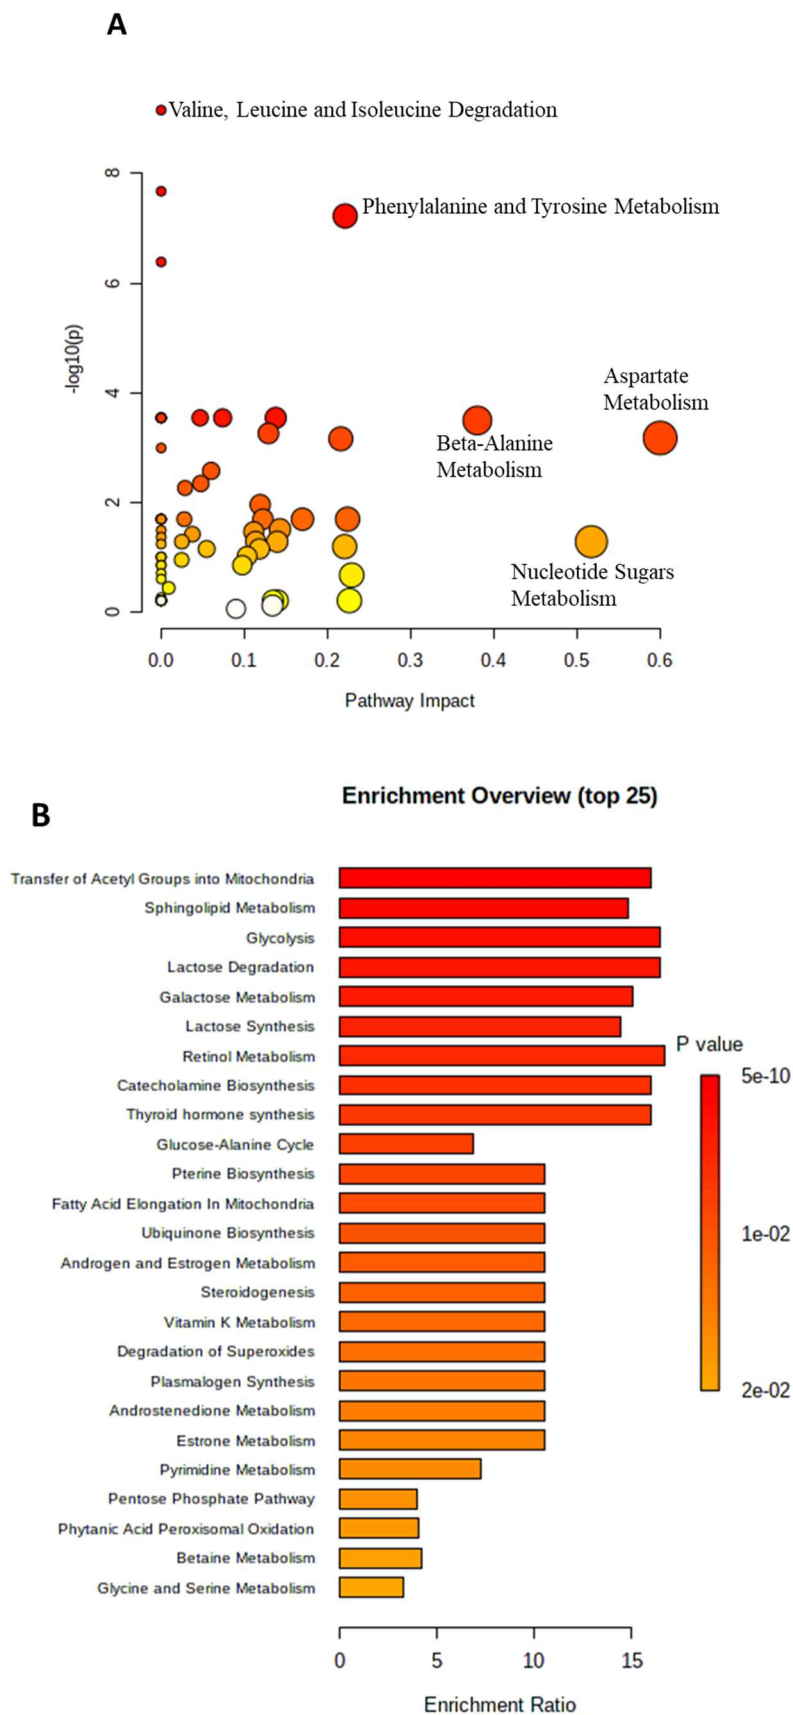 A
Valine, Leucine and Isoleucine Degradation
8
Phenylalanine and Tyrosine Metabolism
6
-log10(p)
Aspartate
Metabolism
4
Beta-Alanine
Metabolism
2
Nucleotide Sugars
Metabolism
0
0.0 0.1 0.2 0.3 0.4 0.5 0.6
Pathway Impact
B
Enrichment Overview (top 25)
Transfer of Acetyl Groups into Mitochondria
Sphingolipid Metabolism
Glycolysis
Lactose Degradation
Galactose Metabolism
Lactose Synthesis
Retinol Metabolism
Catecholamine Biosynthesis
Thyroid hormone synthesis
Glucose-Alanine Cycle
Pterine Biosynthesis
Fatty Acid Elongation In Mitochondria
Ubiquinone Biosynthesis
Androgen and Estrogen Metabolism
Steroidogenesis
Vitamin K Metabolism
Degradation of Superoxides
Plasmalogen Synthesis
Androstenedione Metabolism
Estrone Metabolism
Pyrimidine Metabolism
Pentose Phosphate Pathway
Phytanic Acid Peroxisomal Oxidation
Betaine Metabolism
Glycine and Serine Metabolism
P value
5e-10
1e-02
2e-02
0 5 10 15
Enrichment Ratio